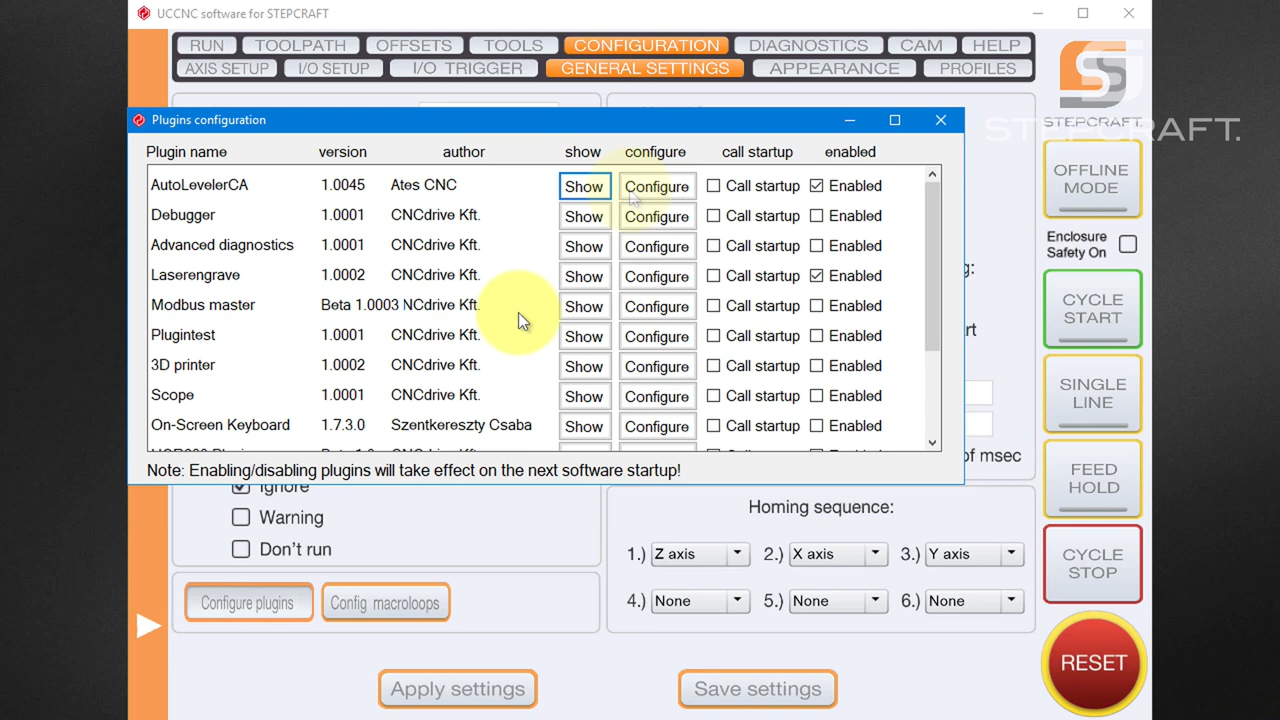 UCCNC software for STEPCRAFT
RUN TOOLPATH OFFSETS TOOLS CONFIGURATION DIAGNOSTICS CAM HELP
AXIS SETUP I/O SETUP I/O TRIGGER GENERAL SETTINGS APPEARANCE PROFILES
STEPCRAFT.
STEPCRAFT.
Plugins configuration
Plugin name version author show configure call startup enabled
AutoLevelerCA 1.0045 Ates CNC Show Configure Call startup Enabled
Debugger 1.0001 CNCdrive Kft. Show Configure Call startup Enabled
Advanced diagnostics 1.0001 CNCdrive Kft. Show Configure Call startup Enabled
Laserengrave 1.0002 CNCdrive Kft. Show Configure Call startup Enabled
Modbus master Beta 1.0003 NCdrive Kft. Show Configure Call startup Enabled
Plugintest 1.0001 CNCdrive Kft. Show Configure Call startup Enabled
3D printer 1.0002 CNCdrive Kft. Show Configure Call startup Enabled
Scope 1.0001 CNCdrive Kft. Show Configure Call startup Enabled
On-Screen Keyboard 1.7.3.0 Szentkereszty Csaba Show Configure Call startup Enabled
Note: Enabling/disabling plugins will take effect on the next software startup!
of msec
Ignore
Warning
Don't run
Configure plugins Config macroloops
Homing sequence:
1.) Z axis 2.) X axis 3.) Y axis
4.) None 5.) None 6.) None
Apply settings Save settings
OFFLINE
MODE
Enclosure
Safety On
CYCLE
START
SINGLE
LINE
FEED
HOLD
CYCLE
STOP
RESET